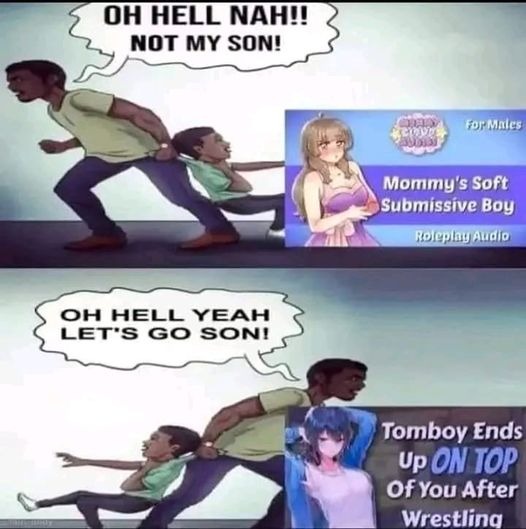 OH HELL NAH!!
NOT MY SON!
For Males
Mommy's Soft
Submissive Boy
Roleplay Audio
OH HELL YEAH
LET'S GO SON!
Tomboy Ends
Up ON TOP
Of You After
Wrestling